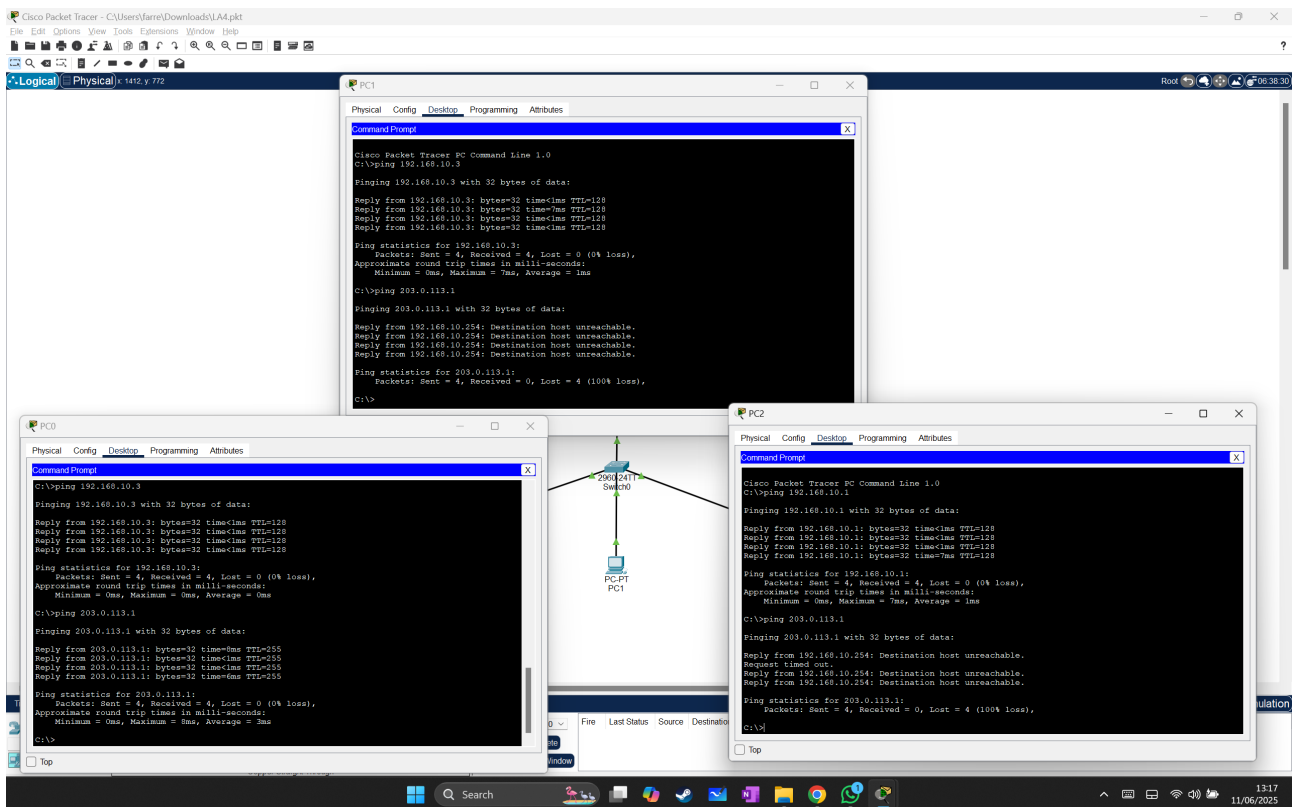 Cisco Packet Tracer - C:\Users\farre\Downloads\LA4.pkt
File Edit Options View Tools Extensions Window Help
?
Logical Physical x: 1412, y: 772
Root 06:38:30
PC1
Physical Config Desktop Programming Attributes
Command Prompt X
Cisco Packet Tracer PC Command Line 1.0
C:\>ping 192.168.10.3
Pinging 192.168.10.3 with 32 bytes of data:
Reply from 192.168.10.3: bytes=32 time<1ms TTL=128
Reply from 192.168.10.3: bytes=32 time=7ms TTL=128
Reply from 192.168.10.3: bytes=32 time<1ms TTL=128
Reply from 192.168.10.3: bytes=32 time<1ms TTL=128
Ping statistics for 192.168.10.3:
Packets: Sent = 4, Received = 4, Lost = 0 (0% loss),
Approximate round trip times in milli-seconds:
Minimum = 0ms, Maximum = 7ms, Average = 1ms
C:\>ping 203.0.113.1
Pinging 203.0.113.1 with 32 bytes of data:
Reply from 192.168.10.254: Destination host unreachable.
Reply from 192.168.10.254: Destination host unreachable.
Reply from 192.168.10.254: Destination host unreachable.
Reply from 192.168.10.254: Destination host unreachable.
Ping statistics for 203.0.113.1:
Packets: Sent = 4, Received = 0, Lost = 4 (100% loss),
C:\>
PC0
Physical Config Desktop Programming Attributes
Command Prompt X
C:\>ping 192.168.10.3
Pinging 192.168.10.3 with 32 bytes of data:
Reply from 192.168.10.3: bytes=32 time<1ms TTL=128
Reply from 192.168.10.3: bytes=32 time<1ms TTL=128
Reply from 192.168.10.3: bytes=32 time<1ms TTL=128
Reply from 192.168.10.3: bytes=32 time<1ms TTL=128
Ping statistics for 192.168.10.3:
Packets: Sent = 4, Received = 4, Lost = 0 (0% loss),
Approximate round trip times in milli-seconds:
Minimum = 0ms, Maximum = 0ms, Average = 0ms
C:\>ping 203.0.113.1
Pinging 203.0.113.1 with 32 bytes of data:
Reply from 203.0.113.1: bytes=32 time=8ms TTL=255
Reply from 203.0.113.1: bytes=32 time<1ms TTL=255
Reply from 203.0.113.1: bytes=32 time<1ms TTL=255
Reply from 203.0.113.1: bytes=32 time=6ms TTL=255
Ping statistics for 203.0.113.1:
Packets: Sent = 4, Received = 4, Lost = 0 (0% loss),
Approximate round trip times in milli-seconds:
Minimum = 0ms, Maximum = 8ms, Average = 3ms
C:\>
Top
2960-24TT
Switch0
PC-PT
PC1
PC2
Physical Config Desktop Programming Attributes
Command Prompt X
Cisco Packet Tracer PC Command Line 1.0
C:\>ping 192.168.10.1
Pinging 192.168.10.1 with 32 bytes of data:
Reply from 192.168.10.1: bytes=32 time<1ms TTL=128
Reply from 192.168.10.1: bytes=32 time<1ms TTL=128
Reply from 192.168.10.1: bytes=32 time<1ms TTL=128
Reply from 192.168.10.1: bytes=32 time=7ms TTL=128
Ping statistics for 192.168.10.1:
Packets: Sent = 4, Received = 4, Lost = 0 (0% loss),
Approximate round trip times in milli-seconds:
Minimum = 0ms, Maximum = 7ms, Average = 1ms
C:\>ping 203.0.113.1
Pinging 203.0.113.1 with 32 bytes of data:
Reply from 192.168.10.254: Destination host unreachable.
Request timed out.
Reply from 192.168.10.254: Destination host unreachable.
Reply from 192.168.10.254: Destination host unreachable.
Ping statistics for 203.0.113.1:
Packets: Sent = 4, Received = 0, Lost = 4 (100% loss),
C:\>
Top
Fire Last Status Source Destination
Window
Search
1
13:17
11/06/2025